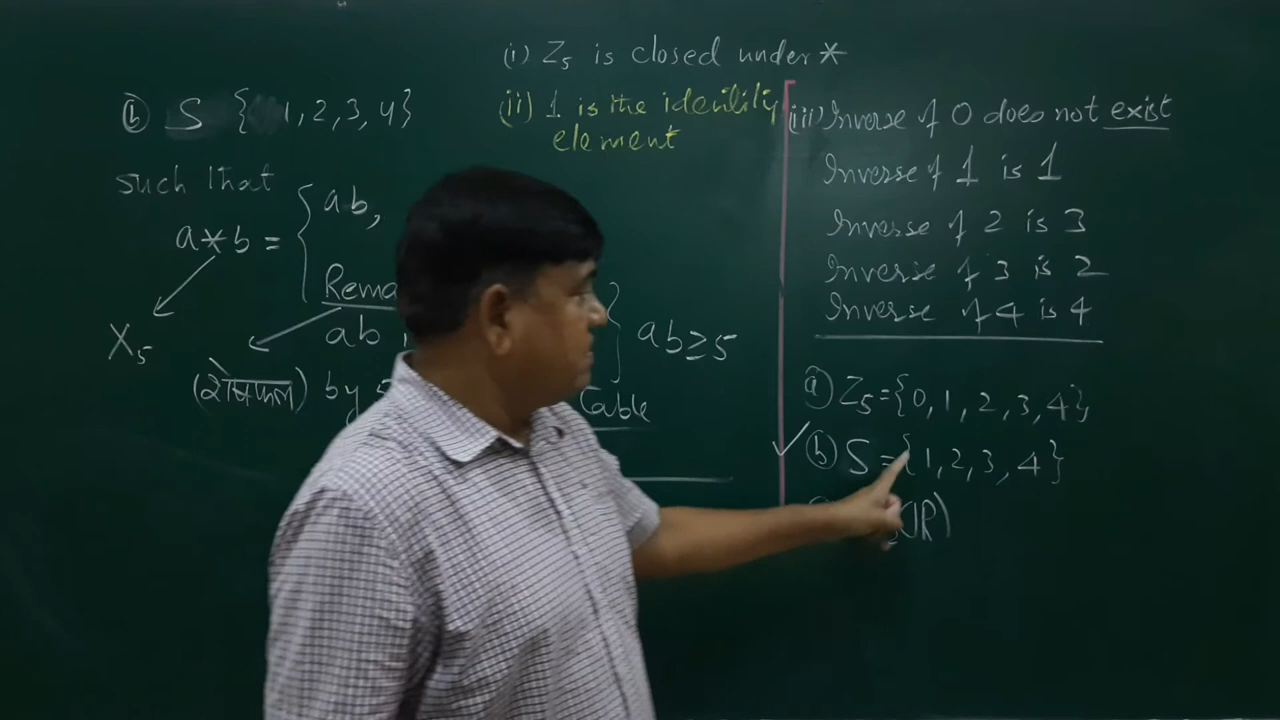 (i) Z₅ is closed under *
(ii) 1 is the identity
element
(b) S { 1, 2, 3, 4}
such that
a*b = { ab,
Rema
ab
} ab≥5
X₅
(शेषफल) by
Table
(iii) Inverse of 0 does not exist
Inverse of 1 is 1
Inverse of 2 is 3
Inverse of 3 is 2
Inverse of 4 is 4
(a) Z₅={0, 1, 2, 3, 4},
✓ (b) S={1, 2, 3, 4}